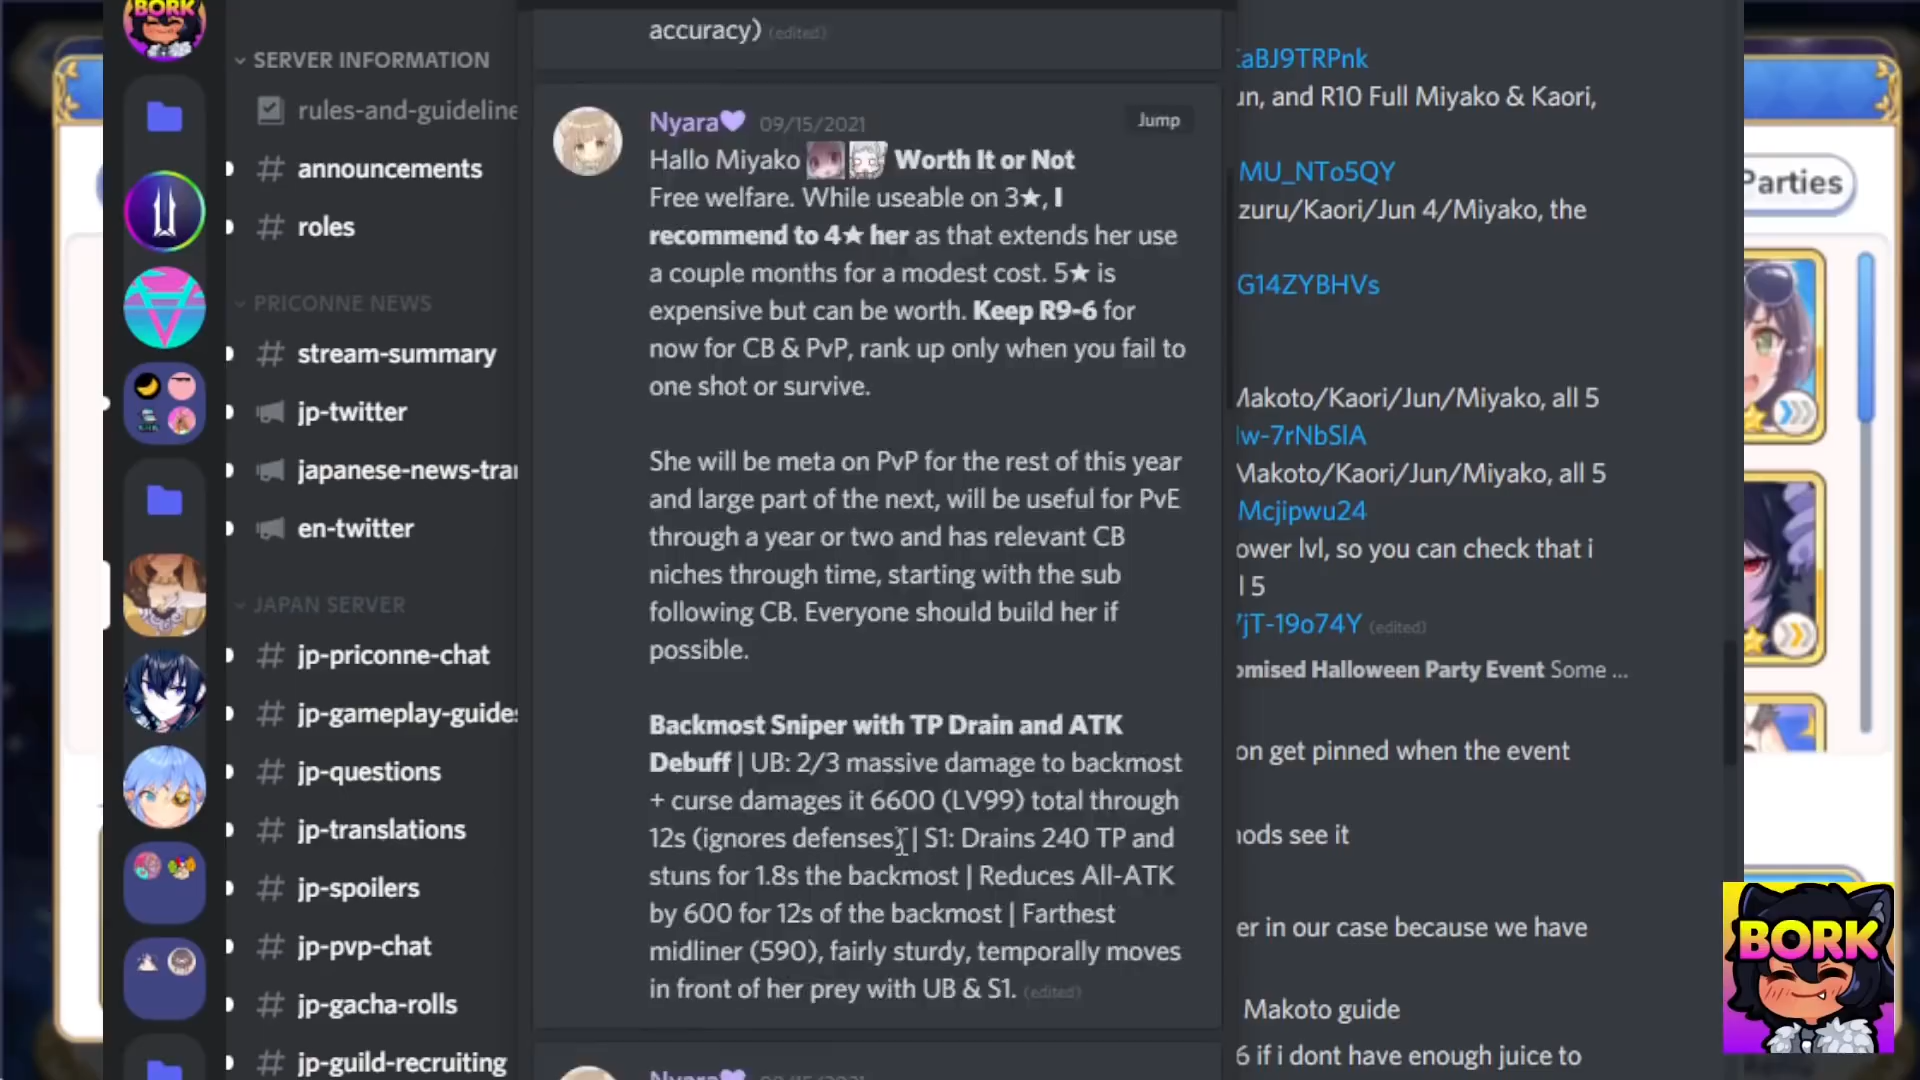 BORK
SERVER INFORMATION
rules-and-guideline
# announcements
# roles
PRICONNE NEWS
# stream-summary
jp-twitter
japanese-news-tran
en-twitter
JAPAN SERVER
# jp-priconne-chat
# jp-gameplay-guides
# jp-questions
# jp-translations
# jp-spoilers
# jp-pvp-chat
# jp-gacha-rolls
# jp-guild-recruiting
accuracy) (edited)
Nyara 09/15/2021
Jump
Hallo Miyako Worth It or Not
Free welfare. While useable on 3★, I
recommend to 4★ her as that extends her use
a couple months for a modest cost. 5★ is
expensive but can be worth. Keep R9-6 for
now for CB & PvP, rank up only when you fail to
one shot or survive.
She will be meta on PvP for the rest of this year
and large part of the next, will be useful for PvE
through a year or two and has relevant CB
niches through time, starting with the sub
following CB. Everyone should build her if
possible.
Backmost Sniper with TP Drain and ATK
Debuff | UB: 2/3 massive damage to backmost
+ curse damages it 6600 (LV99) total through
12s (ignores defenses) | S1: Drains 240 TP and
stuns for 1.8s the backmost | Reduces All-ATK
by 600 for 12s of the backmost | Farthest
midliner (590), fairly sturdy, temporally moves
in front of her prey with UB & S1. (edited)
aBJ9TRPnk
un, and R10 Full Miyako & Kaori,
MU_NTo5QY
zuru/Kaori/Jun 4/Miyako, the
G14ZYBHVs
Makoto/Kaori/Jun/Miyako, all 5
lw-7rNbSlA
Makoto/Kaori/Jun/Miyako, all 5
Mcjipwu24
ower lvl, so you can check that i
l 5
jT-19o74Y (edited)
omised Halloween Party Event Some ...
on get pinned when the event
nods see it
er in our case because we have
Makoto guide
6 if i dont have enough juice to
Parties
BORK